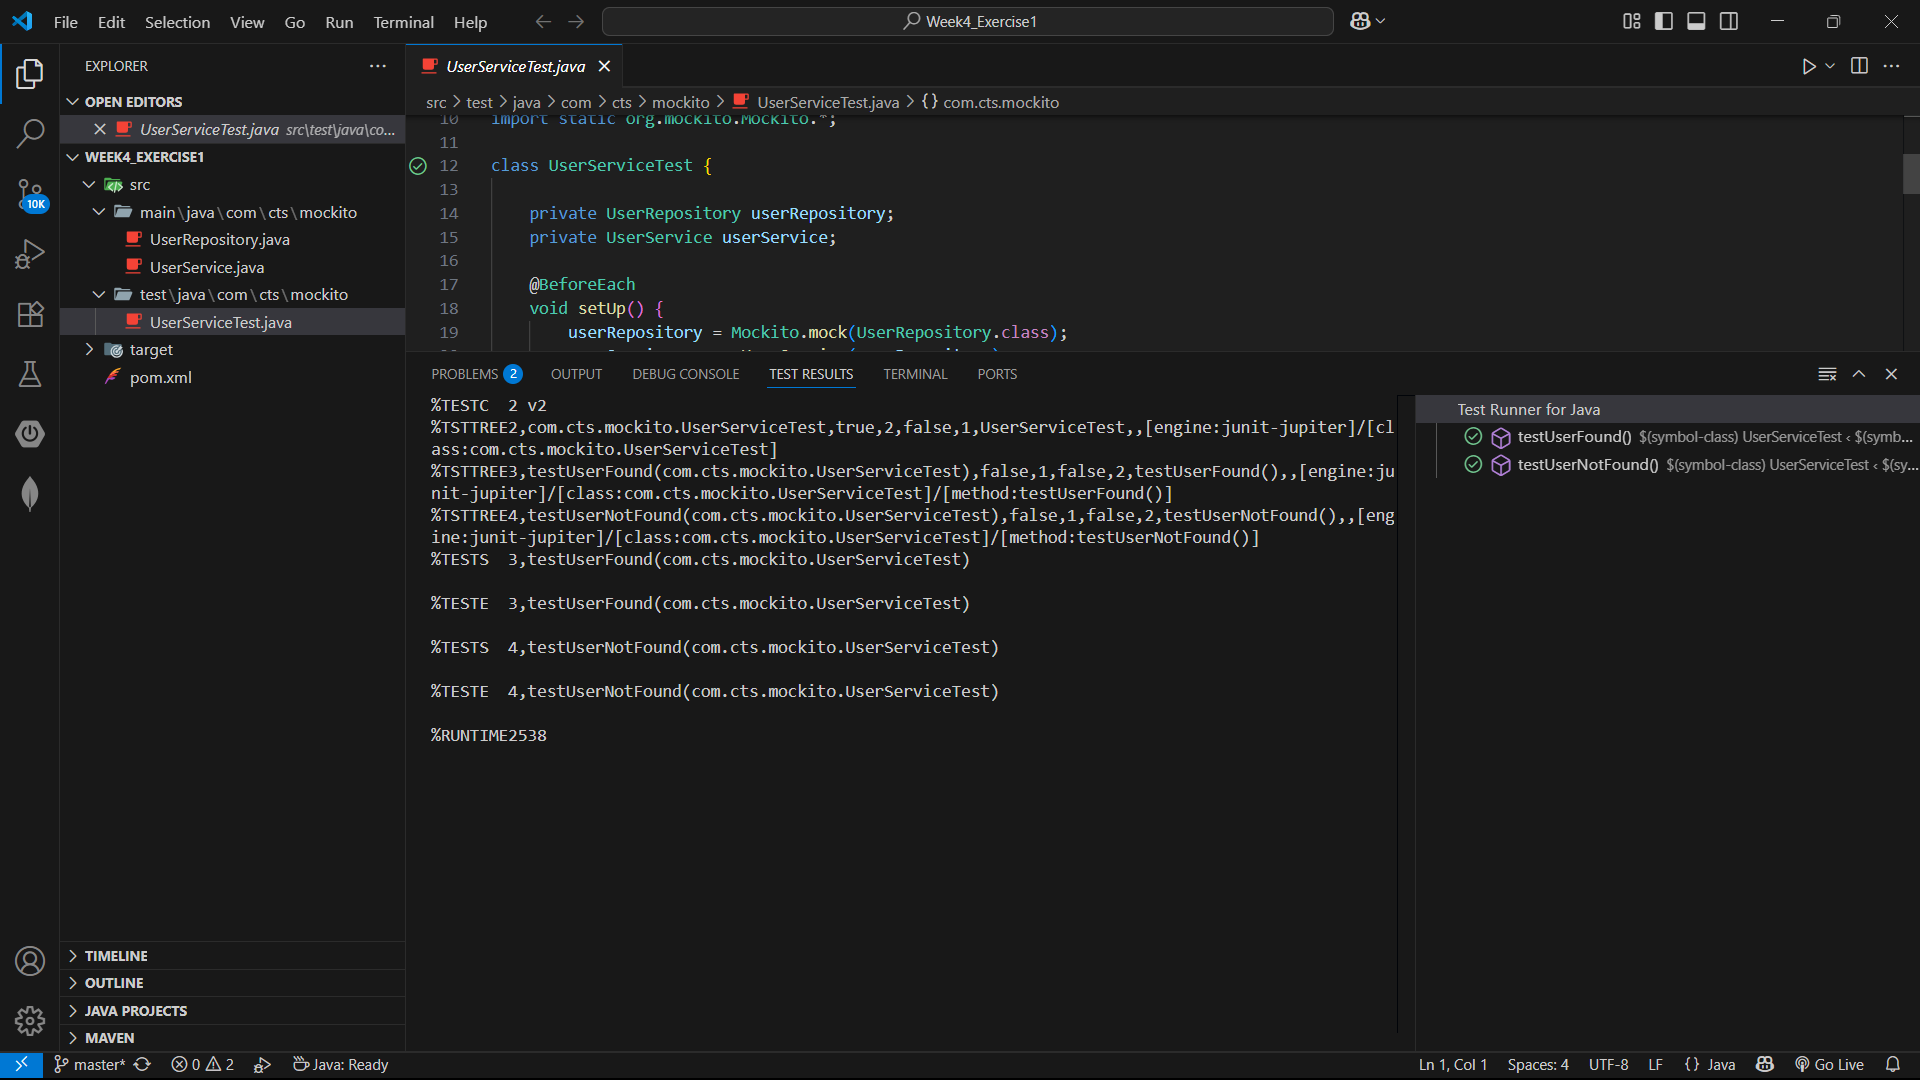 File Edit Selection View Go Run Terminal Help
Week4_Exercise1
EXPLORER
OPEN EDITORS
UserServiceTest.java src\test\java\co...
WEEK4_EXERCISE1
src
main\java\com\cts\mockito
UserRepository.java
UserService.java
test\java\com\cts\mockito
UserServiceTest.java
target
pom.xml
10K
TIMELINE
OUTLINE
JAVA PROJECTS
MAVEN
UserServiceTest.java
src > test > java > com > cts > mockito > UserServiceTest.java > {} com.cts.mockito
10 import static org.mockito.Mockito.*;
11
12 class UserServiceTest {
13
14 private UserRepository userRepository;
15 private UserService userService;
16
17 @BeforeEach
18 void setUp() {
19 userRepository = Mockito.mock(UserRepository.class);
PROBLEMS 2 OUTPUT DEBUG CONSOLE TEST RESULTS TERMINAL PORTS
%TESTC  2 v2
%TSTTREE2,com.cts.mockito.UserServiceTest,true,2,false,1,UserServiceTest,,[engine:junit-jupiter]/[cl
ass:com.cts.mockito.UserServiceTest]
%TSTTREE3,testUserFound(com.cts.mockito.UserServiceTest),false,1,false,2,testUserFound(),,[engine:ju
nit-jupiter]/[class:com.cts.mockito.UserServiceTest]/[method:testUserFound()]
%TSTTREE4,testUserNotFound(com.cts.mockito.UserServiceTest),false,1,false,2,testUserNotFound(),,[eng
ine:junit-jupiter]/[class:com.cts.mockito.UserServiceTest]/[method:testUserNotFound()]
%TESTS  3,testUserFound(com.cts.mockito.UserServiceTest)
%TESTE  3,testUserFound(com.cts.mockito.UserServiceTest)
%TESTS  4,testUserNotFound(com.cts.mockito.UserServiceTest)
%TESTE  4,testUserNotFound(com.cts.mockito.UserServiceTest)
%RUNTIME2538
Test Runner for Java
testUserFound() $(symbol-class) UserServiceTest < $(symb...
testUserNotFound() $(symbol-class) UserServiceTest < $(sy...
master* 0 2 Java: Ready
Ln 1, Col 1 Spaces: 4 UTF-8 LF {} Java Go Live